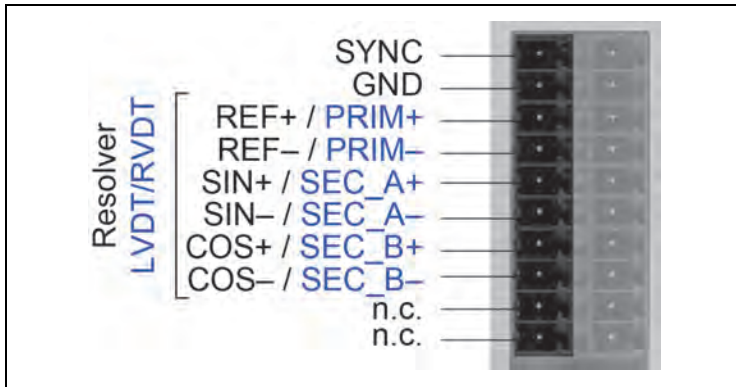 SYNC
GND
REF+ / PRIM+
REF– / PRIM–
SIN+ / SEC_A+
SIN– / SEC_A–
COS+ / SEC_B+
COS– / SEC_B–
n.c.
n.c.
Resolver
LVDT/RVDT